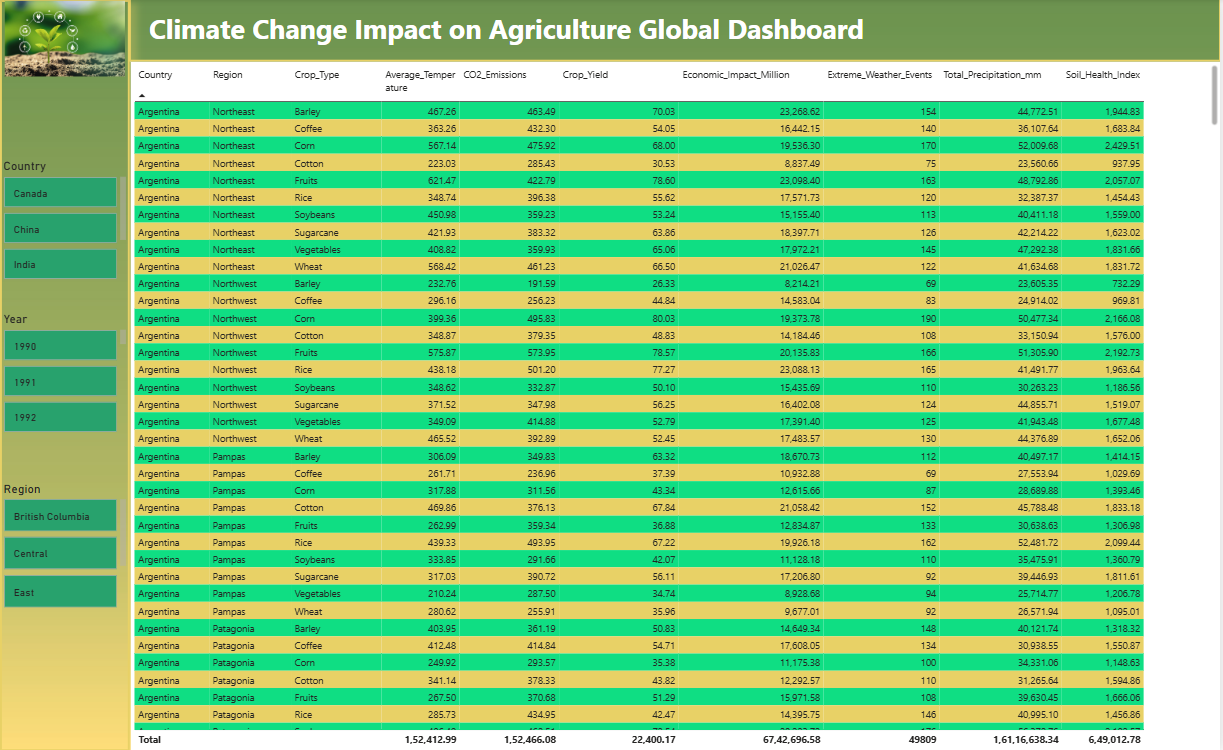 Climate Change Impact on Agriculture Global Dashboard
Country
Canada
China
India
Year
1990
1991
1992
Region
British Columbia
Central
East
Country Region Crop_Type Average_Temper CO2_Emissions Crop_Yield Economic_Impact_Million Extreme_Weather_Events Total_Precipitation_mm Soil_Health_Index
ature
Argentina Northeast Barley 467.26 463.49 70.03 23,268.62 154 44,772.51 1,944.83
Argentina Northeast Coffee 363.26 432.30 54.05 16,442.15 140 36,107.64 1,683.84
Argentina Northeast Corn 567.14 475.92 68.00 19,536.30 170 52,009.68 2,429.51
Argentina Northeast Cotton 223.03 285.43 30.53 8,837.49 75 23,560.66 937.95
Argentina Northeast Fruits 621.47 422.79 78.60 23,098.40 163 48,792.86 2,057.07
Argentina Northeast Rice 348.74 396.38 55.62 17,571.73 120 32,387.37 1,454.43
Argentina Northeast Soybeans 450.98 359.23 53.24 15,155.40 113 40,411.18 1,559.00
Argentina Northeast Sugarcane 421.93 383.32 63.86 18,397.71 126 42,214.22 1,623.02
Argentina Northeast Vegetables 408.82 359.93 65.06 17,972.21 145 47,292.38 1,831.66
Argentina Northeast Wheat 568.42 461.23 66.50 21,026.47 122 41,634.68 1,831.72
Argentina Northwest Barley 232.76 191.59 26.33 8,214.21 69 23,605.35 732.29
Argentina Northwest Coffee 296.16 256.23 44.84 14,583.04 83 24,914.02 969.81
Argentina Northwest Corn 399.36 495.83 80.03 19,373.78 190 50,477.34 2,166.08
Argentina Northwest Cotton 348.87 379.35 48.83 14,184.46 108 33,150.94 1,576.00
Argentina Northwest Fruits 575.87 573.95 78.57 20,135.83 166 51,305.90 2,192.73
Argentina Northwest Rice 438.18 501.20 77.27 23,088.13 165 41,491.77 1,963.64
Argentina Northwest Soybeans 348.62 332.87 50.10 15,435.69 110 30,263.23 1,186.56
Argentina Northwest Sugarcane 371.52 347.98 56.25 16,402.08 124 44,855.71 1,519.07
Argentina Northwest Vegetables 349.09 414.88 52.79 17,391.40 125 41,943.48 1,677.48
Argentina Northwest Wheat 465.52 392.89 52.45 17,483.57 130 44,376.89 1,652.06
Argentina Pampas Barley 306.09 349.83 63.32 18,670.73 112 40,497.17 1,414.15
Argentina Pampas Coffee 261.71 236.96 37.39 10,932.88 69 27,553.94 1,029.69
Argentina Pampas Corn 317.88 311.56 43.34 12,615.66 87 28,689.88 1,393.46
Argentina Pampas Cotton 469.86 376.13 67.84 21,058.42 152 45,788.48 1,833.18
Argentina Pampas Fruits 262.99 359.34 36.88 12,834.87 133 30,638.63 1,306.98
Argentina Pampas Rice 439.33 493.95 67.22 19,926.18 162 52,481.72 2,099.44
Argentina Pampas Soybeans 333.85 291.66 42.07 11,128.18 110 35,475.91 1,360.79
Argentina Pampas Sugarcane 317.03 390.72 56.11 17,206.80 92 39,446.93 1,811.61
Argentina Pampas Vegetables 210.24 287.50 34.74 8,928.68 94 25,714.77 1,206.78
Argentina Pampas Wheat 280.62 255.91 35.96 9,677.01 92 26,571.94 1,095.01
Argentina Patagonia Barley 403.95 361.19 50.83 14,649.34 148 40,121.74 1,318.32
Argentina Patagonia Coffee 412.48 414.84 54.71 17,608.05 134 30,938.55 1,550.87
Argentina Patagonia Corn 249.92 293.57 35.38 11,175.38 100 34,331.06 1,148.63
Argentina Patagonia Cotton 341.14 378.33 43.82 12,292.57 110 31,265.64 1,594.86
Argentina Patagonia Fruits 267.50 370.68 51.29 15,971.58 108 39,630.45 1,666.06
Argentina Patagonia Rice 285.73 434.95 42.47 14,395.75 146 40,995.10 1,456.86
Total 1,52,412.99 1,52,466.08 22,400.17 67,42,696.58 49809 1,61,16,638.34 6,49,012.78